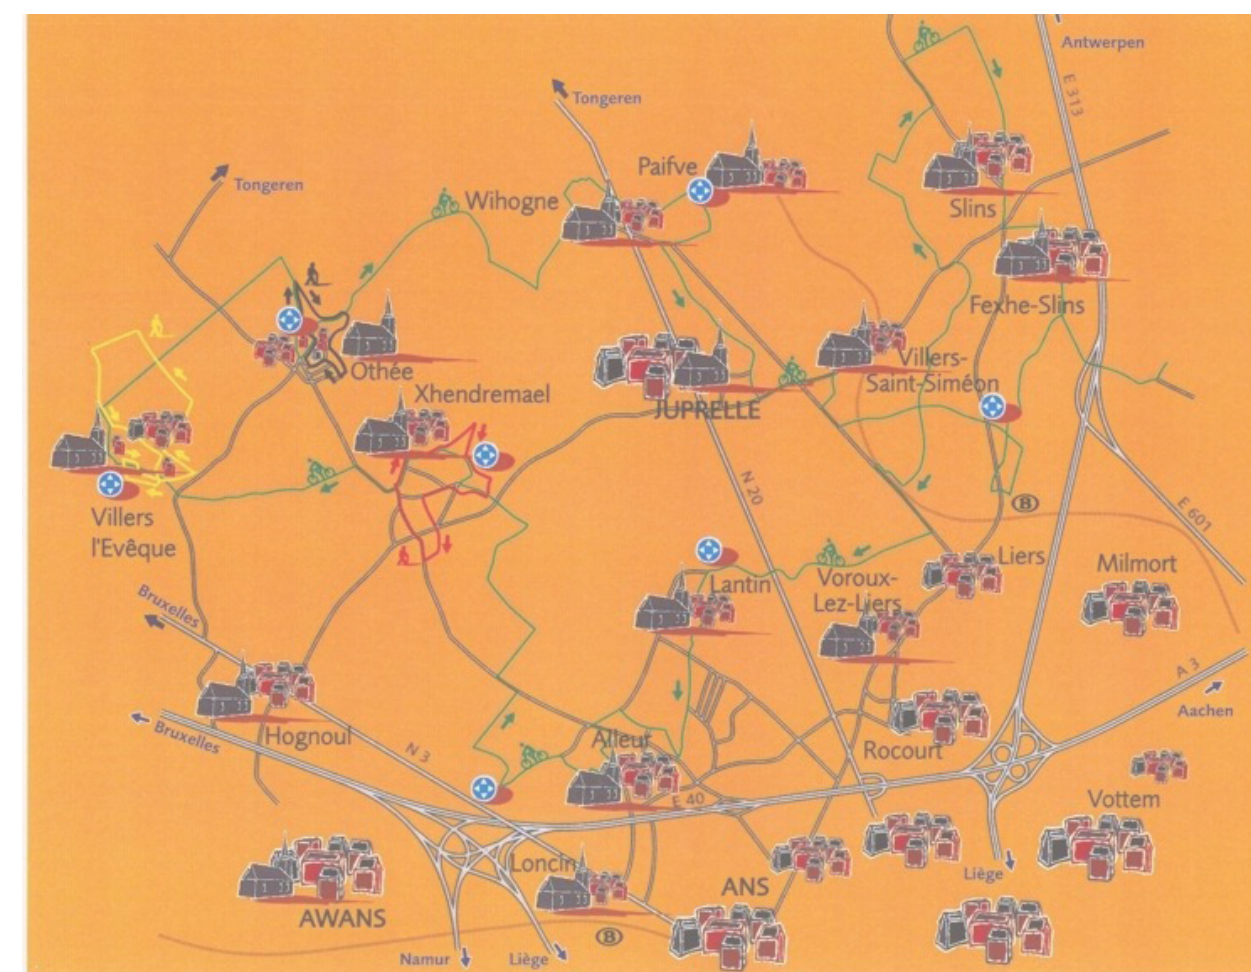 Antwerpen
E 313
Tongeren
Tongeren
Paifve
Wihogne
Slins
Fexhe-Slins
Othée
Villers-
Saint-Siméon
Xhendremael
JUPRELLE
N 20
B
E 601
Villers
l'Evêque
Liers
Milmort
Lantin
Voroux-
Lez-Liers
Bruxelles
A 3
Aachen
Bruxelles
Hognoul
N 3
Alleur
Rocourt
E 40
Vottem
Loncin
Liège
ANS
AWANS
B
Namur
Liège